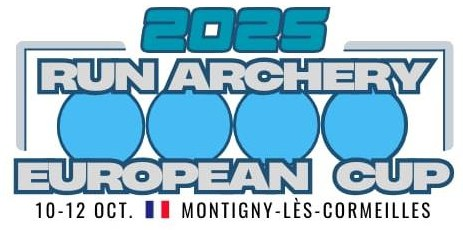 2025
RUN ARCHERY
EUROPEAN CUP
10-12 OCT. MONTIGNY-LÈS-CORMEILLES